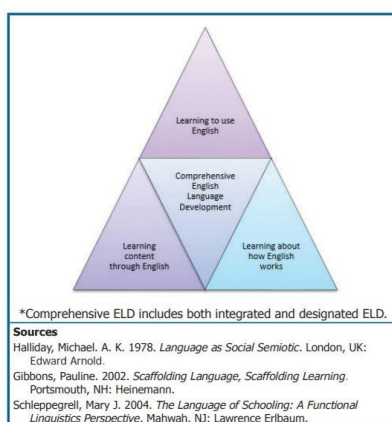 Learning to use
English
Comprehensive
English
Language
Development
Learning
content
through English
Learning about
how English
works
*Comprehensive ELD includes both integrated and designated ELD.
Sources
Halliday, Michael. A. K. 1978. Language as Social Semiotic. London, UK:
Edward Arnold.
Gibbons, Pauline. 2002. Scaffolding Language, Scaffolding Learning.
Portsmouth, NH: Heinemann.
Schleppegrell, Mary J. 2004. The Language of Schooling: A Functional
Linguistics Perspective. Mahwah, NJ: Lawrence Erlbaum.